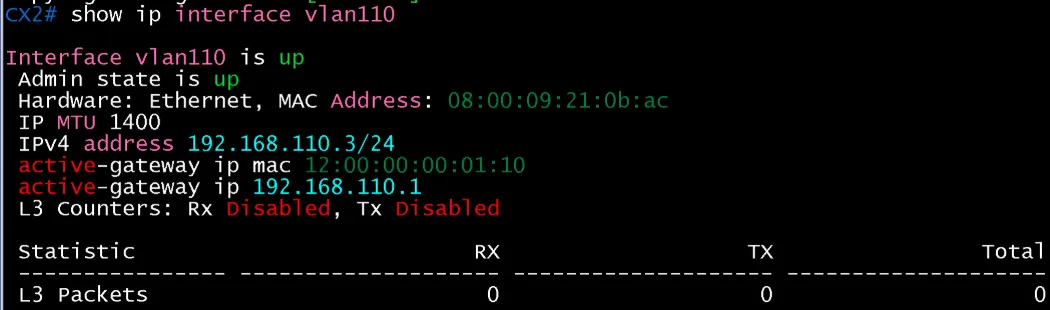 CX2# show ip interface vlan110
Interface vlan110 is up
Admin state is up
Hardware: Ethernet, MAC Address: 08:00:09:21:0b:ac
IP MTU 1400
IPv4 address 192.168.110.3/24
active-gateway ip mac 12:00:00:00:01:10
active-gateway ip 192.168.110.1
L3 Counters: Rx Disabled, Tx Disabled
Statistic RX TX Total
---------------- -------------------- -------------------- --------------------
L3 Packets 0 0 0